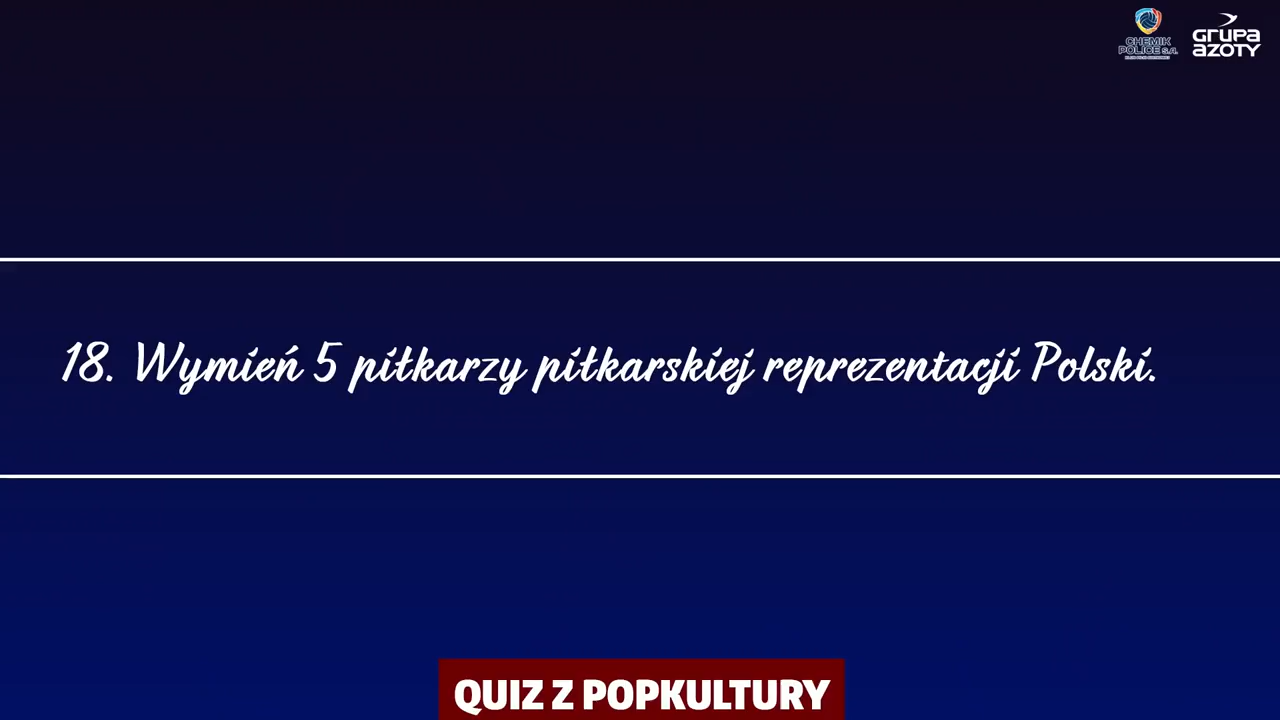 CHEMIK
POLICE S.A.
GRUPA
AZOTY
18. Wymień 5 piłkarzy piłkarskiej reprezentacji Polski.
QUIZ Z POPKULTURY